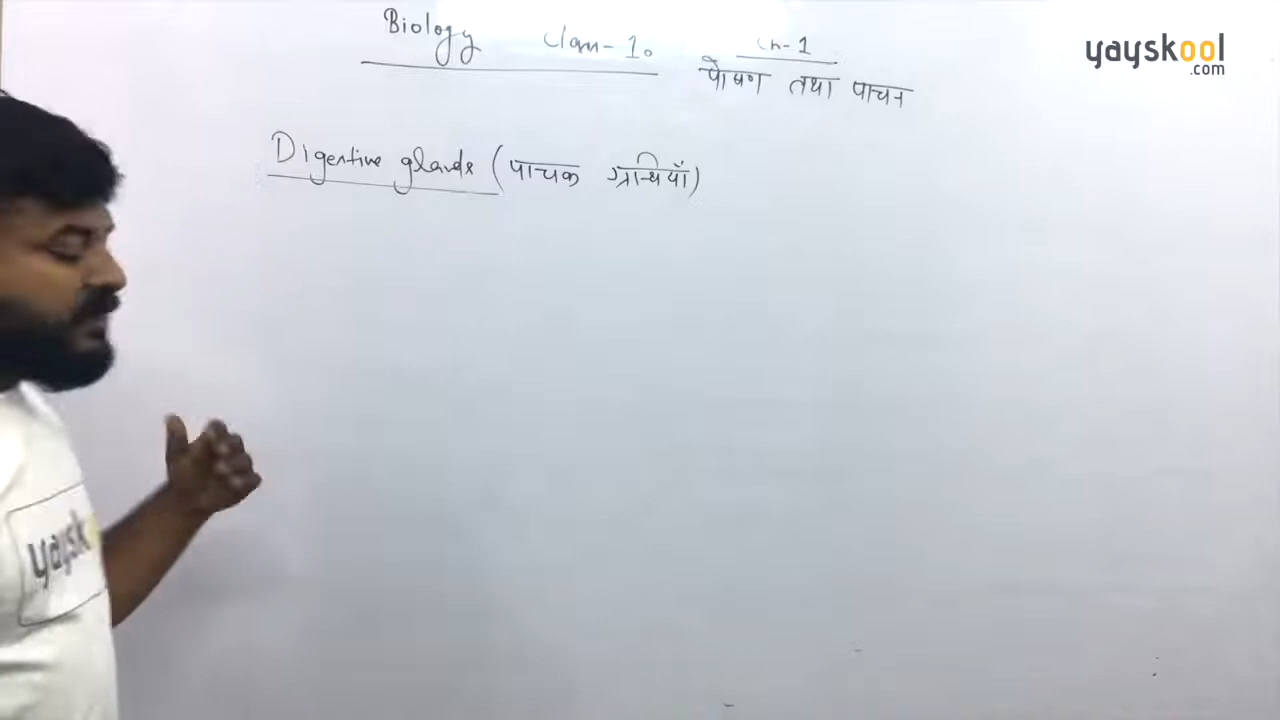 Biology Class-10 Ch-1
पोषण तथा पाचन
yayskool
.com
Digestive glands (पाचक ग्रन्थियाँ)
yaysk